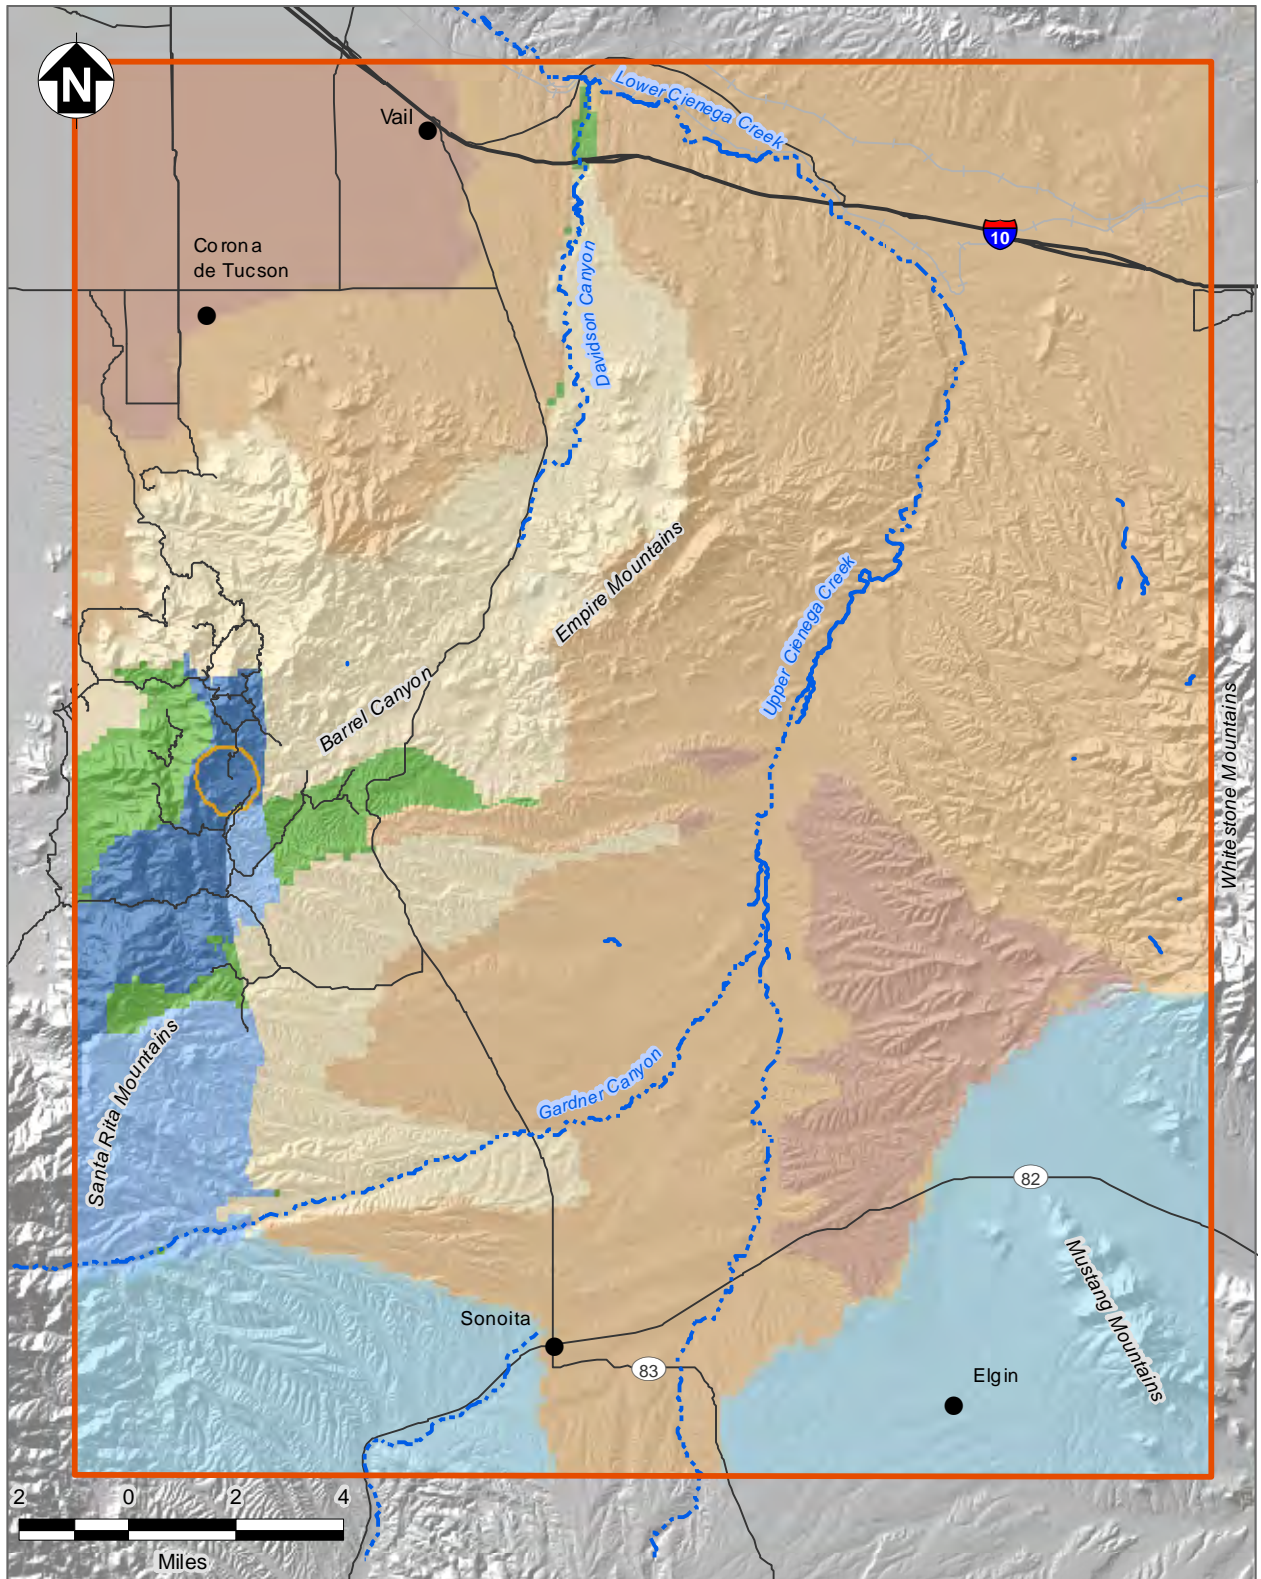 N
Lower Cienega Creek
Vail
10
Corona
de Tucson
Davidson Canyon
Empire Mountains
Upper Cienega Creek
Barrel Canyon
Whitestone Mountains
Santa Rita Mountains
Gardner Canyon
82
Mustang Mountains
Sonoita
83
Elgin
2 0 2 4
Miles